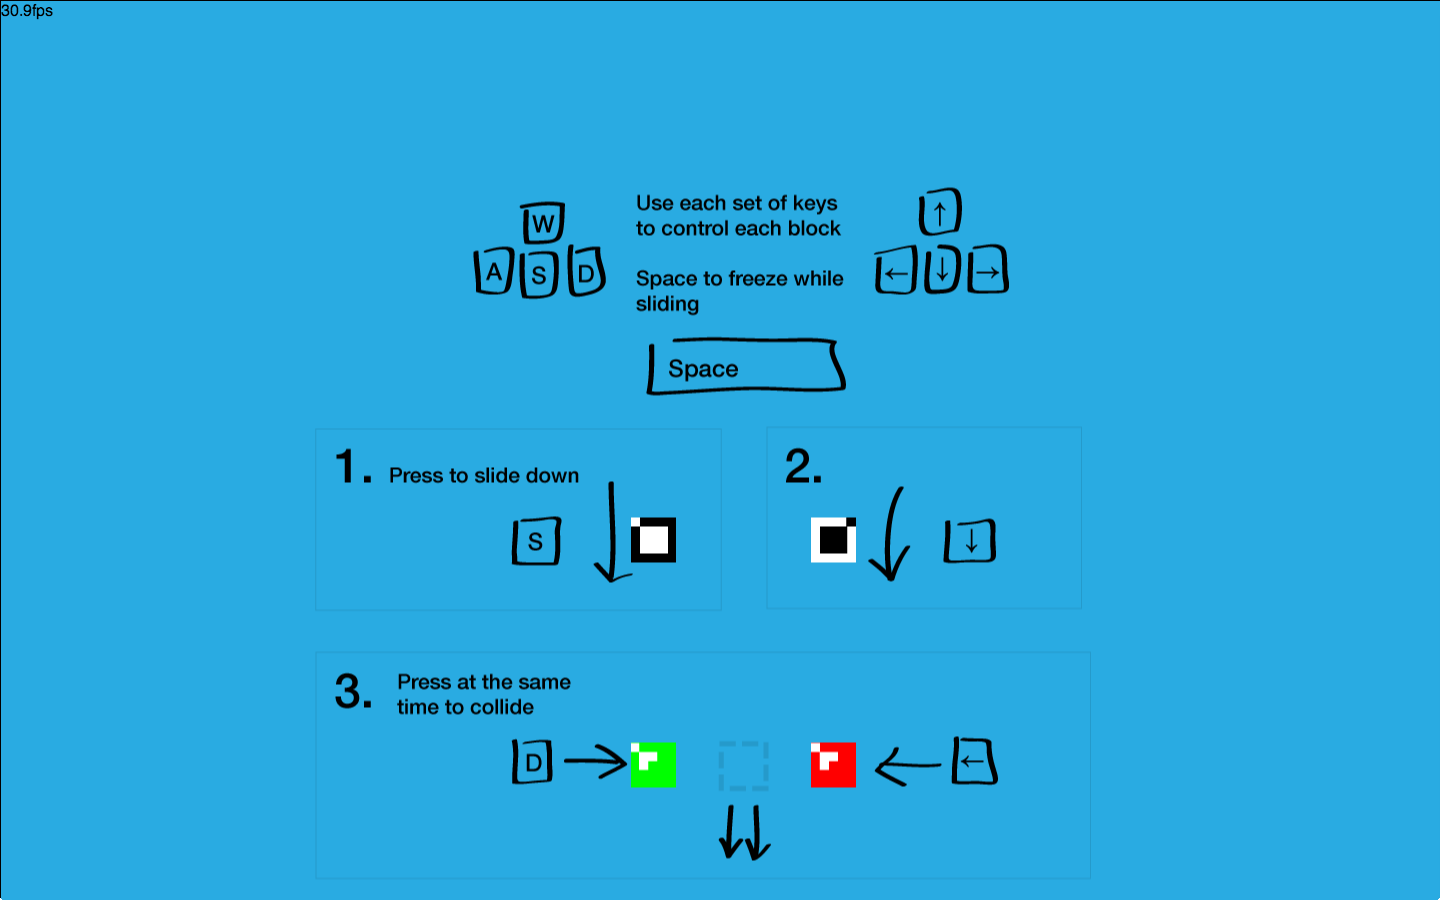 30.9fps
W
A S D
Use each set of keys
to control each block
Space to freeze while
sliding
↑
← ↓ →
Space
1. Press to slide down
S
2.
↓
3. Press at the same
time to collide
D
←